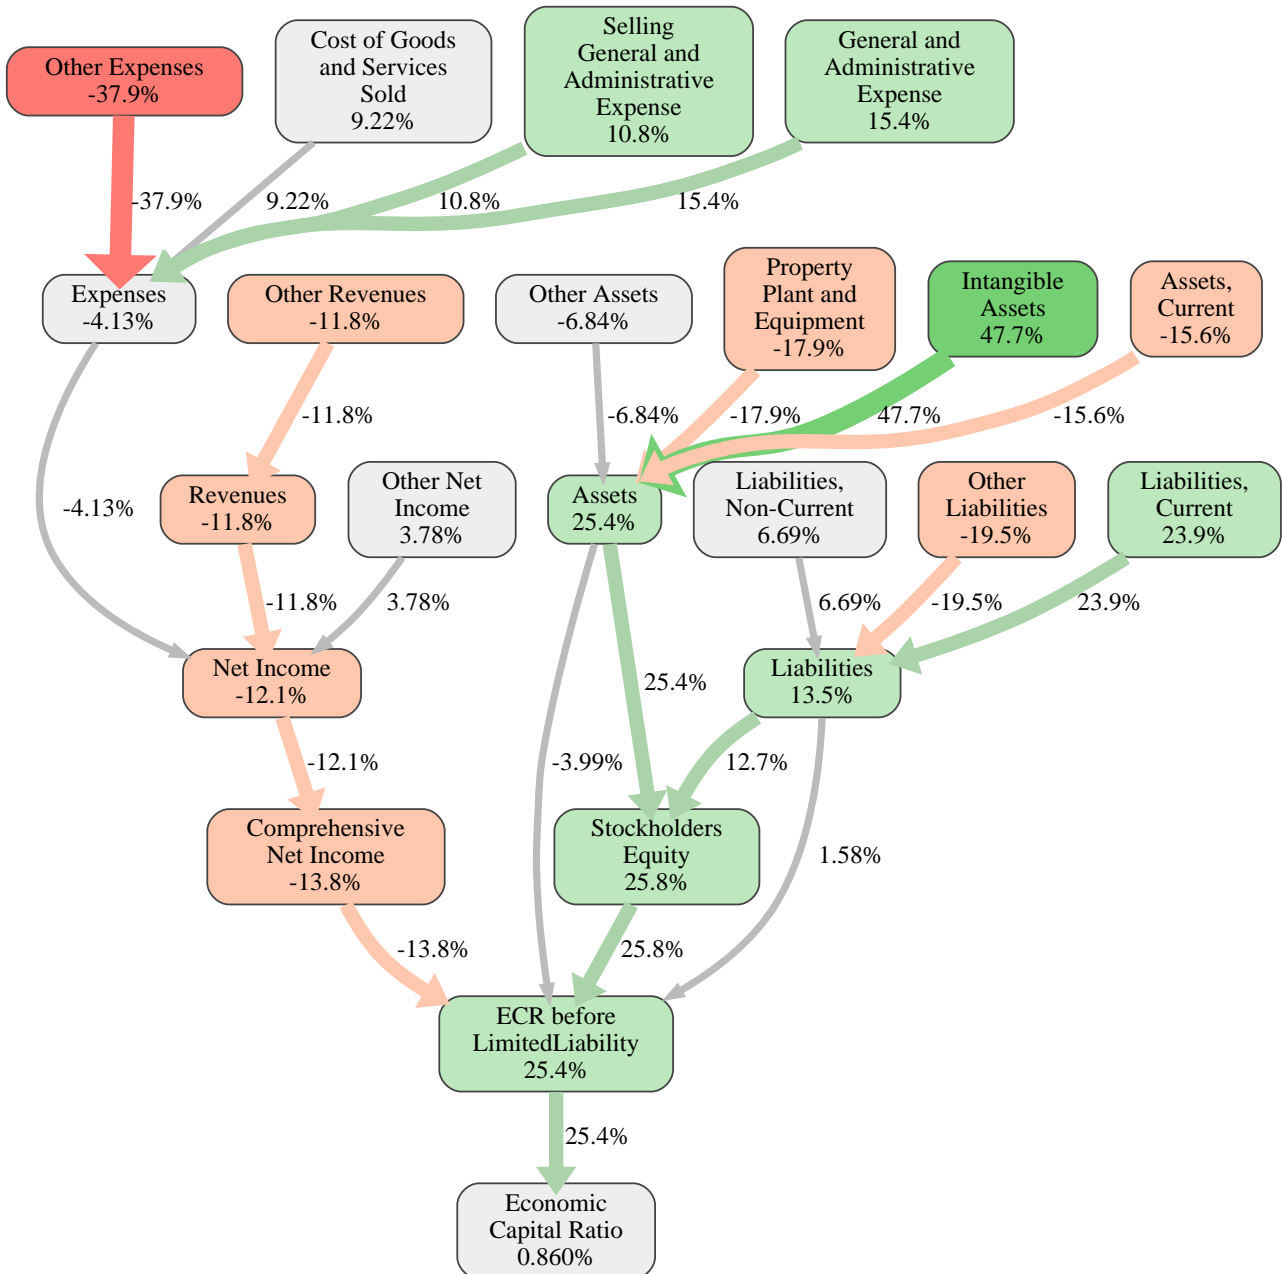 Other Expenses
-37.9%
Cost of Goods
and Services
Sold
9.22%
Selling
General and
Administrative
Expense
10.8%
General and
Administrative
Expense
15.4%
-37.9%
9.22%
10.8%
15.4%
Expenses
-4.13%
Other Revenues
-11.8%
Other Assets
-6.84%
Property
Plant and
Equipment
-17.9%
Intangible
Assets
47.7%
Assets,
Current
-15.6%
-11.8%
-6.84%
-17.9%
47.7%
-15.6%
Revenues
-11.8%
Other Net
Income
3.78%
Assets
25.4%
Liabilities,
Non-Current
6.69%
Other
Liabilities
-19.5%
Liabilities,
Current
23.9%
-4.13%
-11.8%
3.78%
6.69%
-19.5%
23.9%
Net Income
-12.1%
25.4%
Liabilities
13.5%
-12.1%
-3.99%
12.7%
Comprehensive
Net Income
-13.8%
Stockholders
Equity
25.8%
1.58%
-13.8%
25.8%
ECR before
LimitedLiability
25.4%
25.4%
Economic
Capital Ratio
0.860%